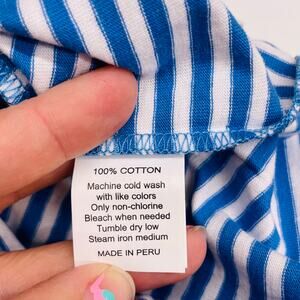 100% COTTON
Machine cold wash
with like colors
Only non-chlorine
Bleach when needed
Tumble dry low
Steam iron medium
MADE IN PERU